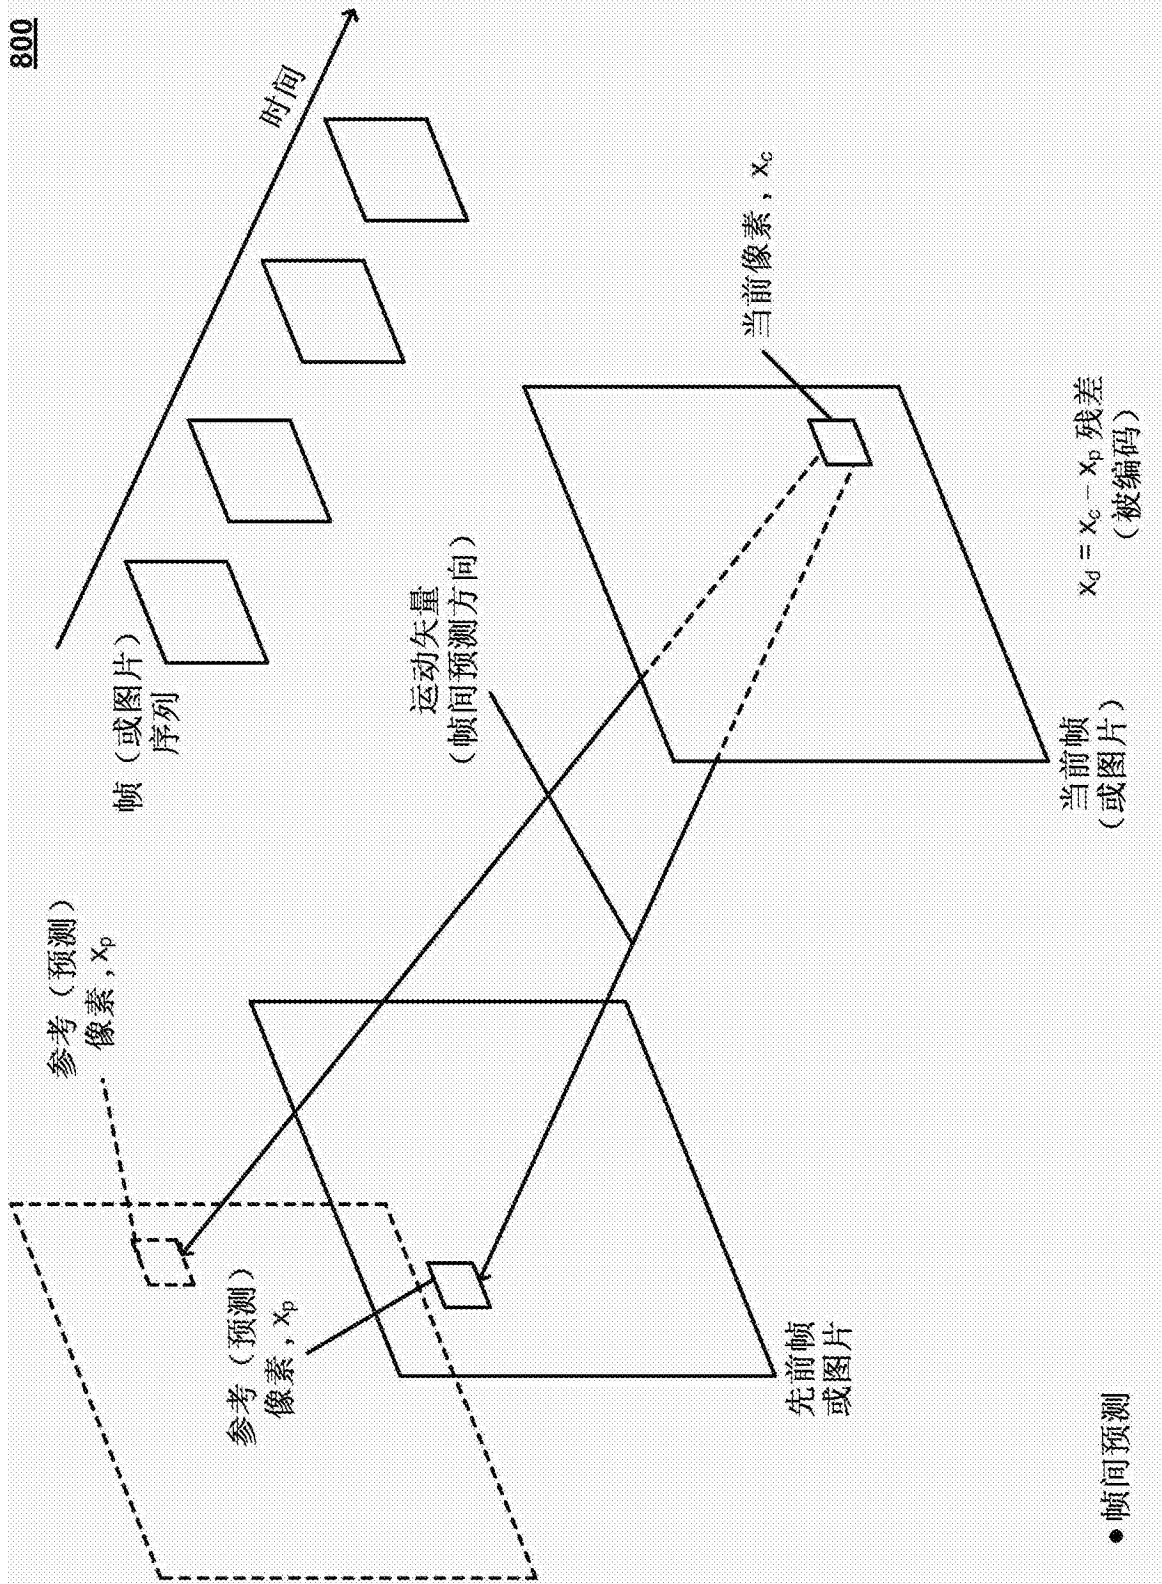 800
时间
帧（或图片）
序列
参考（预测）
像素，xp
运动矢量
（帧间预测方向）
当前像素，xc
参考（预测）
像素，xp
先前帧
或图片
当前帧
（或图片）
xd = xc – xp 残差
（被编码）
● 帧间预测